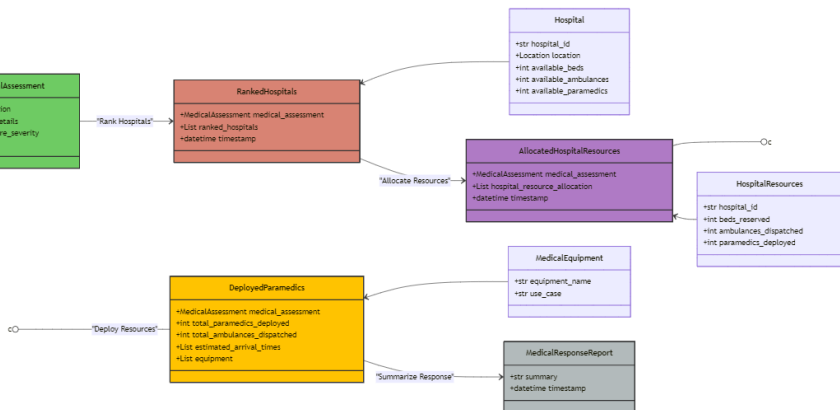 Hospital
+str hospital_id
+Location location
+int available_beds
+int available_ambulances
+int available_paramedics
lAssessment
ion
etails
re_severity
"Rank Hospitals"
RankedHospitals
+MedicalAssessment medical_assessment
+List ranked_hospitals
+datetime timestamp
"Allocate Resources"
AllocatedHospitalResources
+MedicalAssessment medical_assessment
+List hospital_resource_allocation
+datetime timestamp
c
HospitalResources
+str hospital_id
+int beds_reserved
+int ambulances_dispatched
+int paramedics_deployed
MedicalEquipment
+str equipment_name
+str use_case
c
"Deploy Resources"
DeployedParamedics
+MedicalAssessment medical_assessment
+int total_paramedics_deployed
+int total_ambulances_dispatched
+List estimated_arrival_times
+List equipment
"Summarize Response"
MedicalResponseReport
+str summary
+datetime timestamp